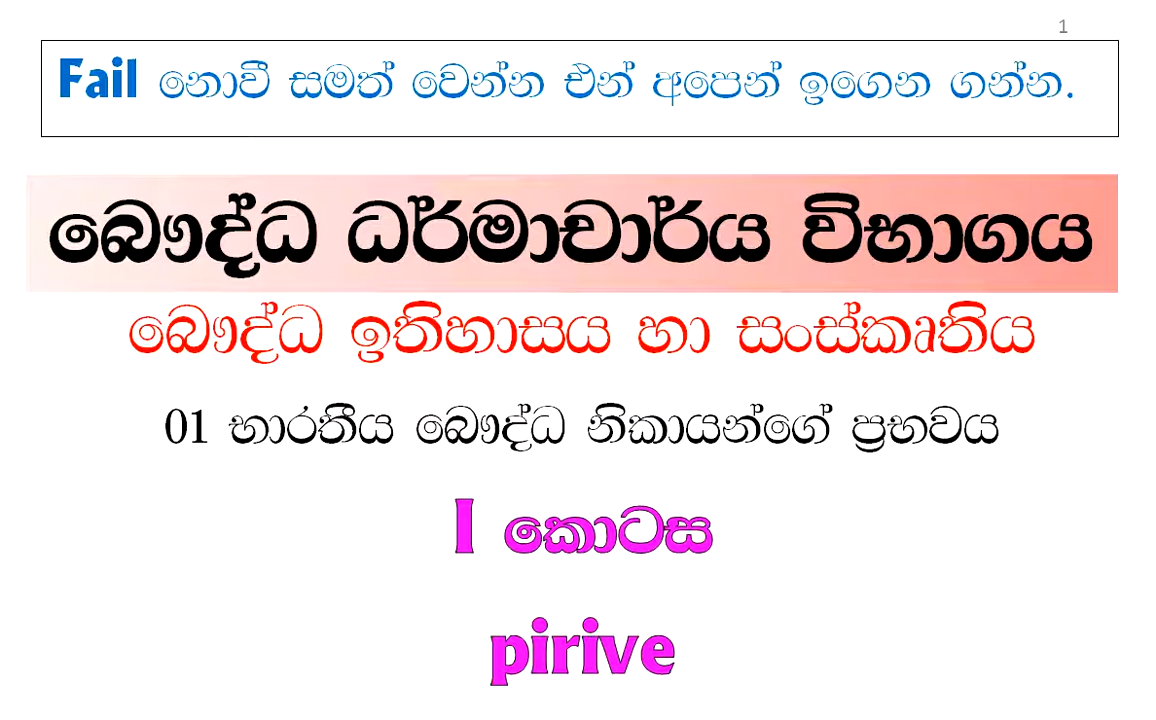 1
Fail නොවී සමත් වෙන්න එන් අපෙන් ඉගෙන ගන්න.
බෞද්ධ ධර්මාචාර්ය විභාගය
බෞද්ධ ඉතිහාසය හා සංස්කෘතිය
01 භාරතීය බෞද්ධ නිකායන්ගේ ප්‍රභවය
I කොටස
pirive